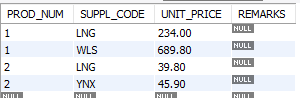 PROD_NUM SUPPL_CODE UNIT_PRICE REMARKS
1 LNG 234.00 NULL
1 WLS 689.80 NULL
2 LNG 39.80 NULL
2 YNX 45.90 NULL
NULL NULL NULL NULL